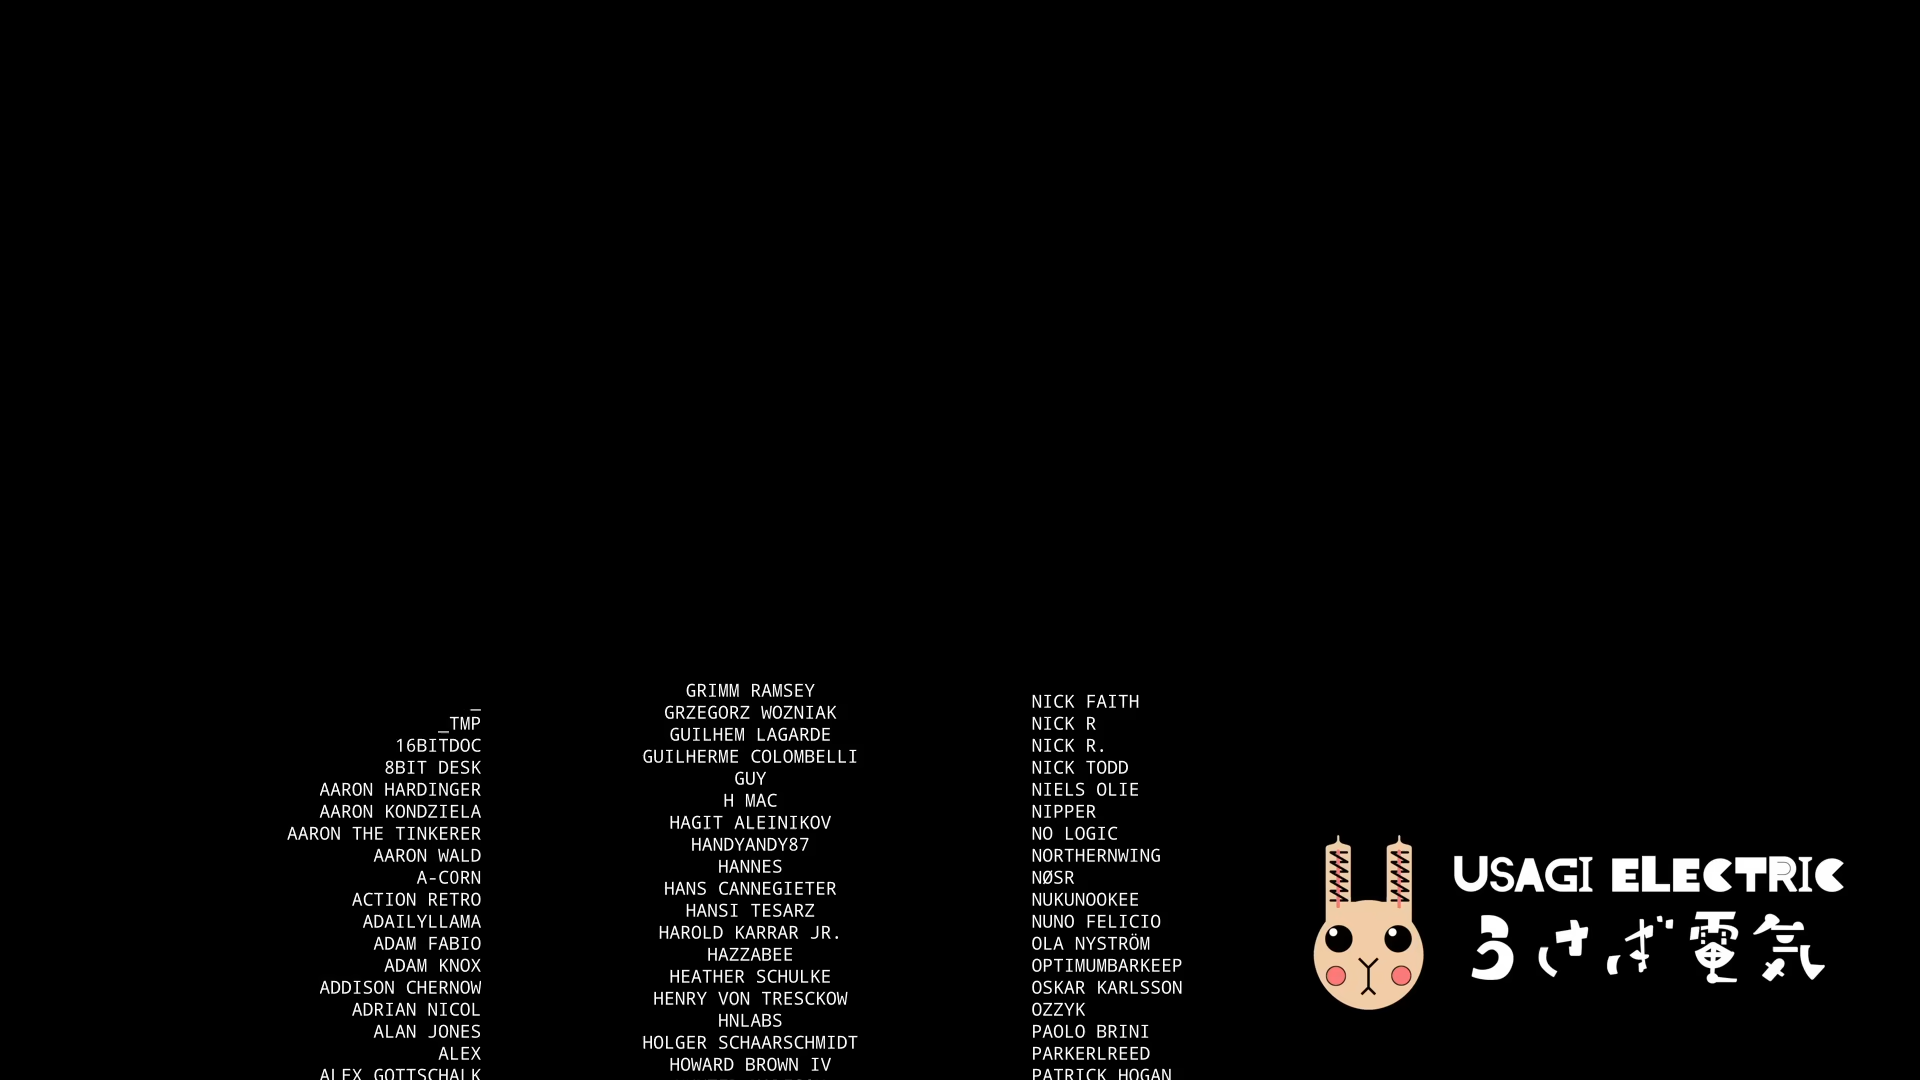 _
_TMP
16BITDOC
8BIT DESK
AARON HARDINGER
AARON KONDZIELA
AARON THE TINKERER
AARON WALD
A-CORN
ACTION RETRO
ADAILYLLAMA
ADAM FABIO
ADAM KNOX
ADDISON CHERNOW
ADRIAN NICOL
ALAN JONES
ALEX
ALEX GOTTSCHALK
GRIMM RAMSEY
GRZEGORZ WOZNIAK
GUILHEM LAGARDE
GUILHERME COLOMBELLI
GUY
H MAC
HAGIT ALEINIKOV
HANDYANDY87
HANNES
HANS CANNEGIETER
HANSI TESARZ
HAROLD KARRAR JR.
HAZZABEE
HEATHER SCHULKE
HENRY VON TRESCKOW
HNLABS
HOLGER SCHAARSCHMIDT
HOWARD BROWN IV
NICK FAITH
NICK R
NICK R.
NICK TODD
NIELS OLIE
NIPPER
NO LOGIC
NORTHERNWING
NØSR
NUKUNOOKEE
NUNO FELICIO
OLA NYSTRÖM
OPTIMUMBARKEEP
OSKAR KARLSSON
OZZYK
PAOLO BRINI
PARKERLREED
PATRICK HOGAN
USAGI ELECTRIC
うさぎ電気